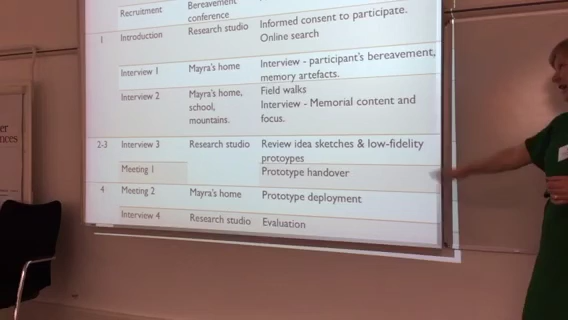 Recruitment Bereavement conference
1 Introduction Research studio Informed consent to participate. Online search
Interview 1 Mayra's home Interview - participant's bereavement, memory artefacts.
Interview 2 Mayra's home, school, mountains. Field walks Interview - Memorial content and focus.
2-3 Interview 3 Research studio Review idea sketches & low-fidelity protoypes
Meeting 1 Prototype handover
4 Meeting 2 Mayra's home Prototype deployment
Interview 4 Research studio Evaluation